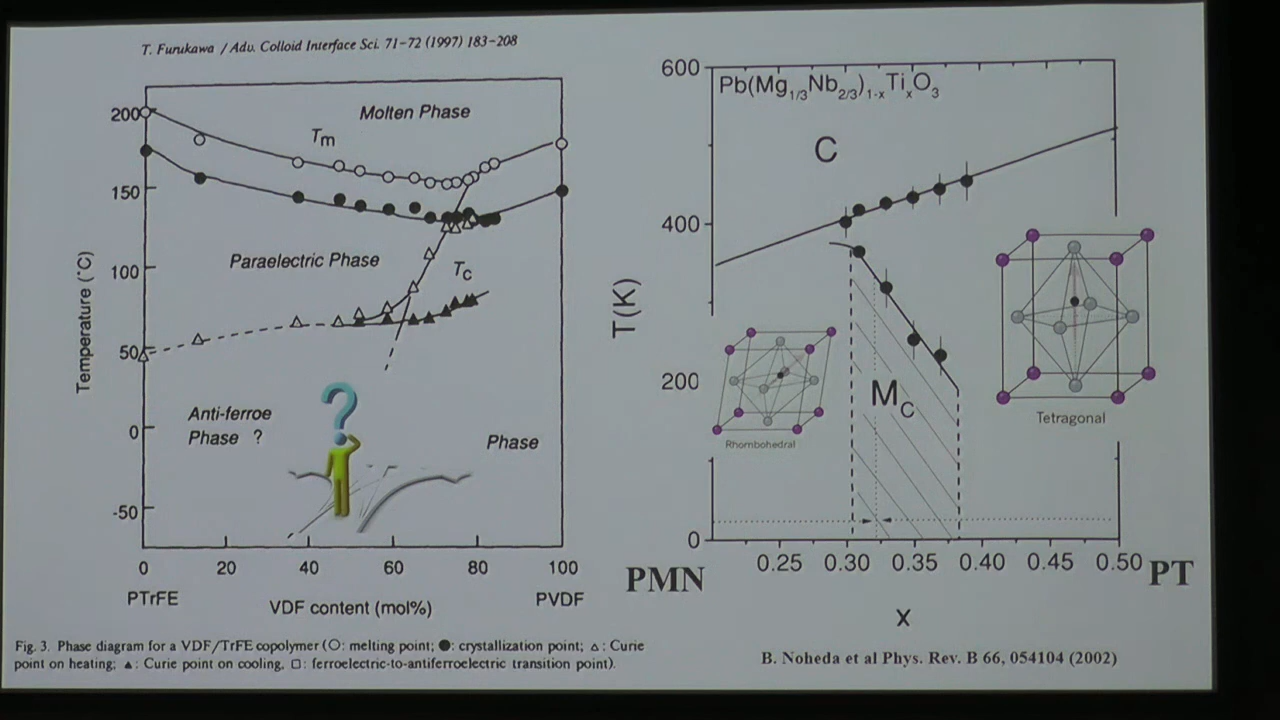 T. Furukawa / Adv. Colloid Interface Sci. 71-72 (1997) 183-208
Molten Phase
Tm
Paraelectric Phase
Tc
Anti-ferroe
Phase ?
Phase
Temperature (°C)
200
150
100
50
0
-50
0 20 40 60 80 100
PTrFE VDF content (mol%) PVDF
Fig. 3. Phase diagram for a VDF/TrFE copolymer (○: melting point; ●: crystallization point; △: Curie
point on heating; ▲: Curie point on cooling, □: ferroelectric-to-antiferroelectric transition point).
Pb(Mg1/3Nb2/3)1-xTixO3
C
Mc
T(K)
600
400
200
0
Rhombohedral
Tetragonal
0.25 0.30 0.35 0.40 0.45 0.50
PMN PT
x
B. Noheda et al Phys. Rev. B 66, 054104 (2002)